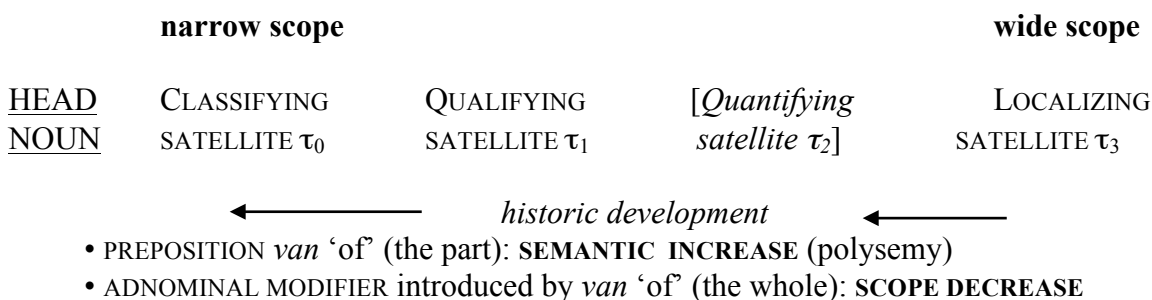 narrow scope wide scope
HEAD CLASSIFYING QUALIFYING [Quantifying LOCALIZING
NOUN SATELLITE τ0 SATELLITE τ1 satellite τ2] SATELLITE τ3
historic development
• PREPOSITION van ‘of’ (the part): SEMANTIC INCREASE (polysemy)
• ADNOMINAL MODIFIER introduced by van ‘of’ (the whole): SCOPE DECREASE